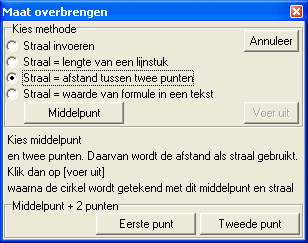 Maat overbrengen
Kies methode
Annuleer
Straal invoeren
Straal = lengte van een lijnstuk
Straal = afstand tussen twee punten
Straal = waarde van formule in een tekst
Middelpunt
Voer uit
Kies middelpunt
en twee punten. Daarvan wordt de afstand als straal gebruikt.
Klik dan op [voer uit]
waarna de cirkel wordt getekend met dit middelpunt en straal
Middelpunt + 2 punten
Eerste punt
Tweede punt